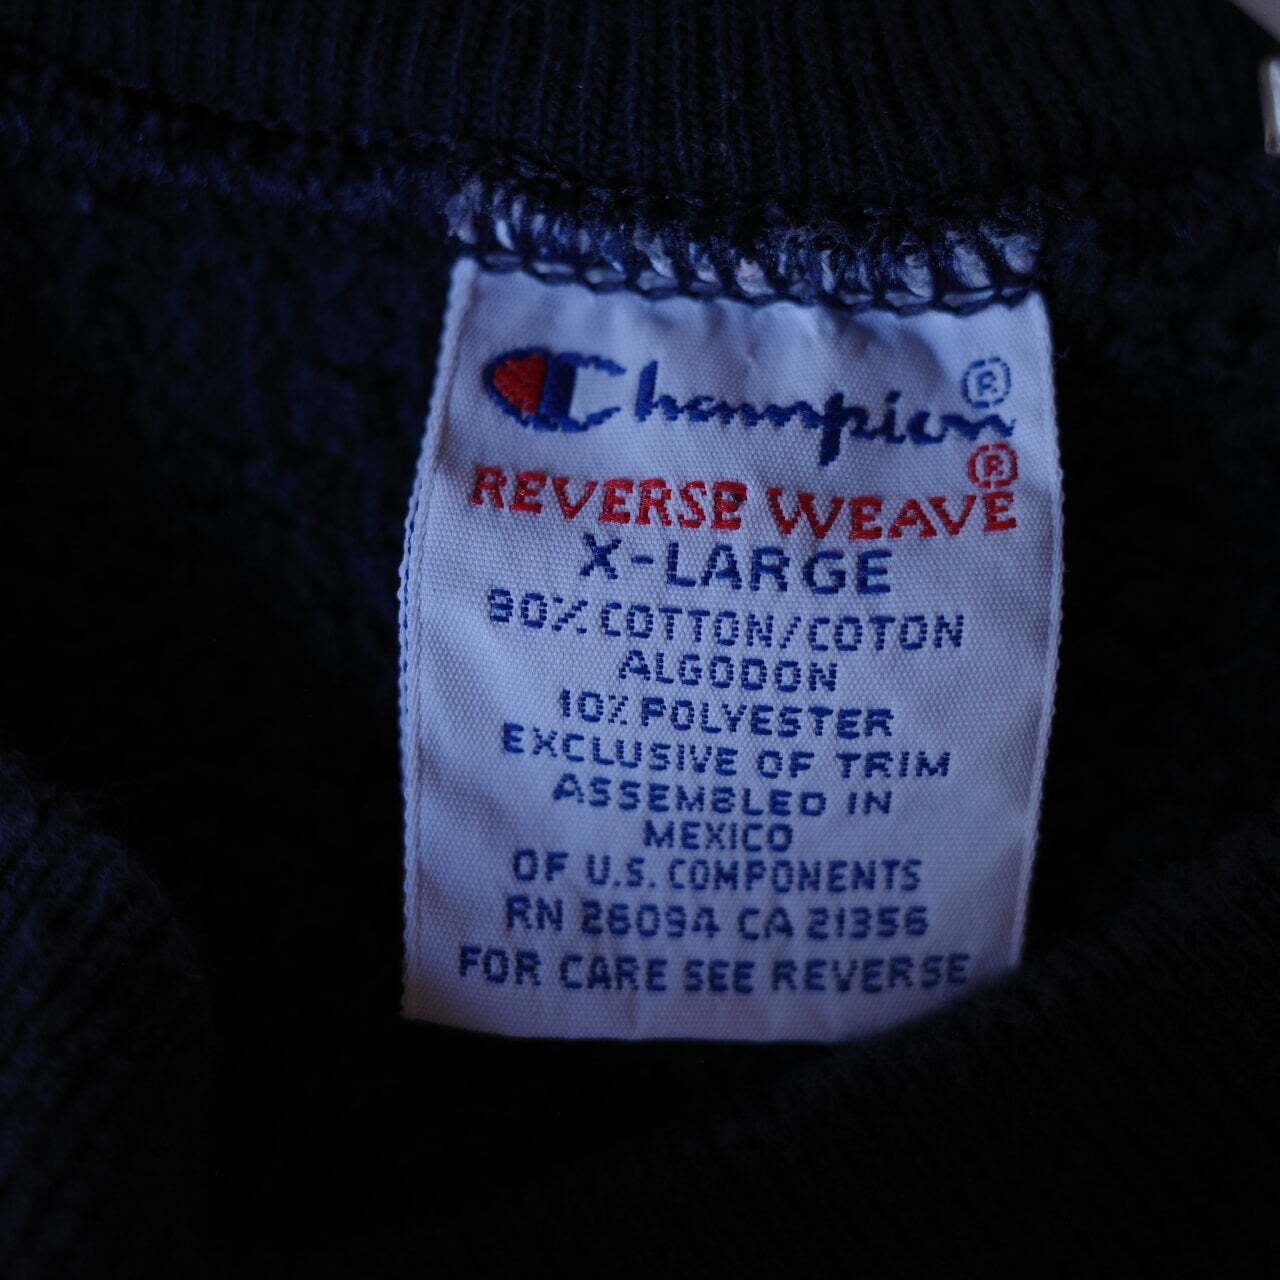 Champion®
REVERSE WEAVE®
X-LARGE
90% COTTON/COTON
ALGODON
10% POLYESTER
EXCLUSIVE OF TRIM
ASSEMBLED IN
MEXICO
OF U.S. COMPONENTS
RN 26094 CA 21356
FOR CARE SEE REVERSE